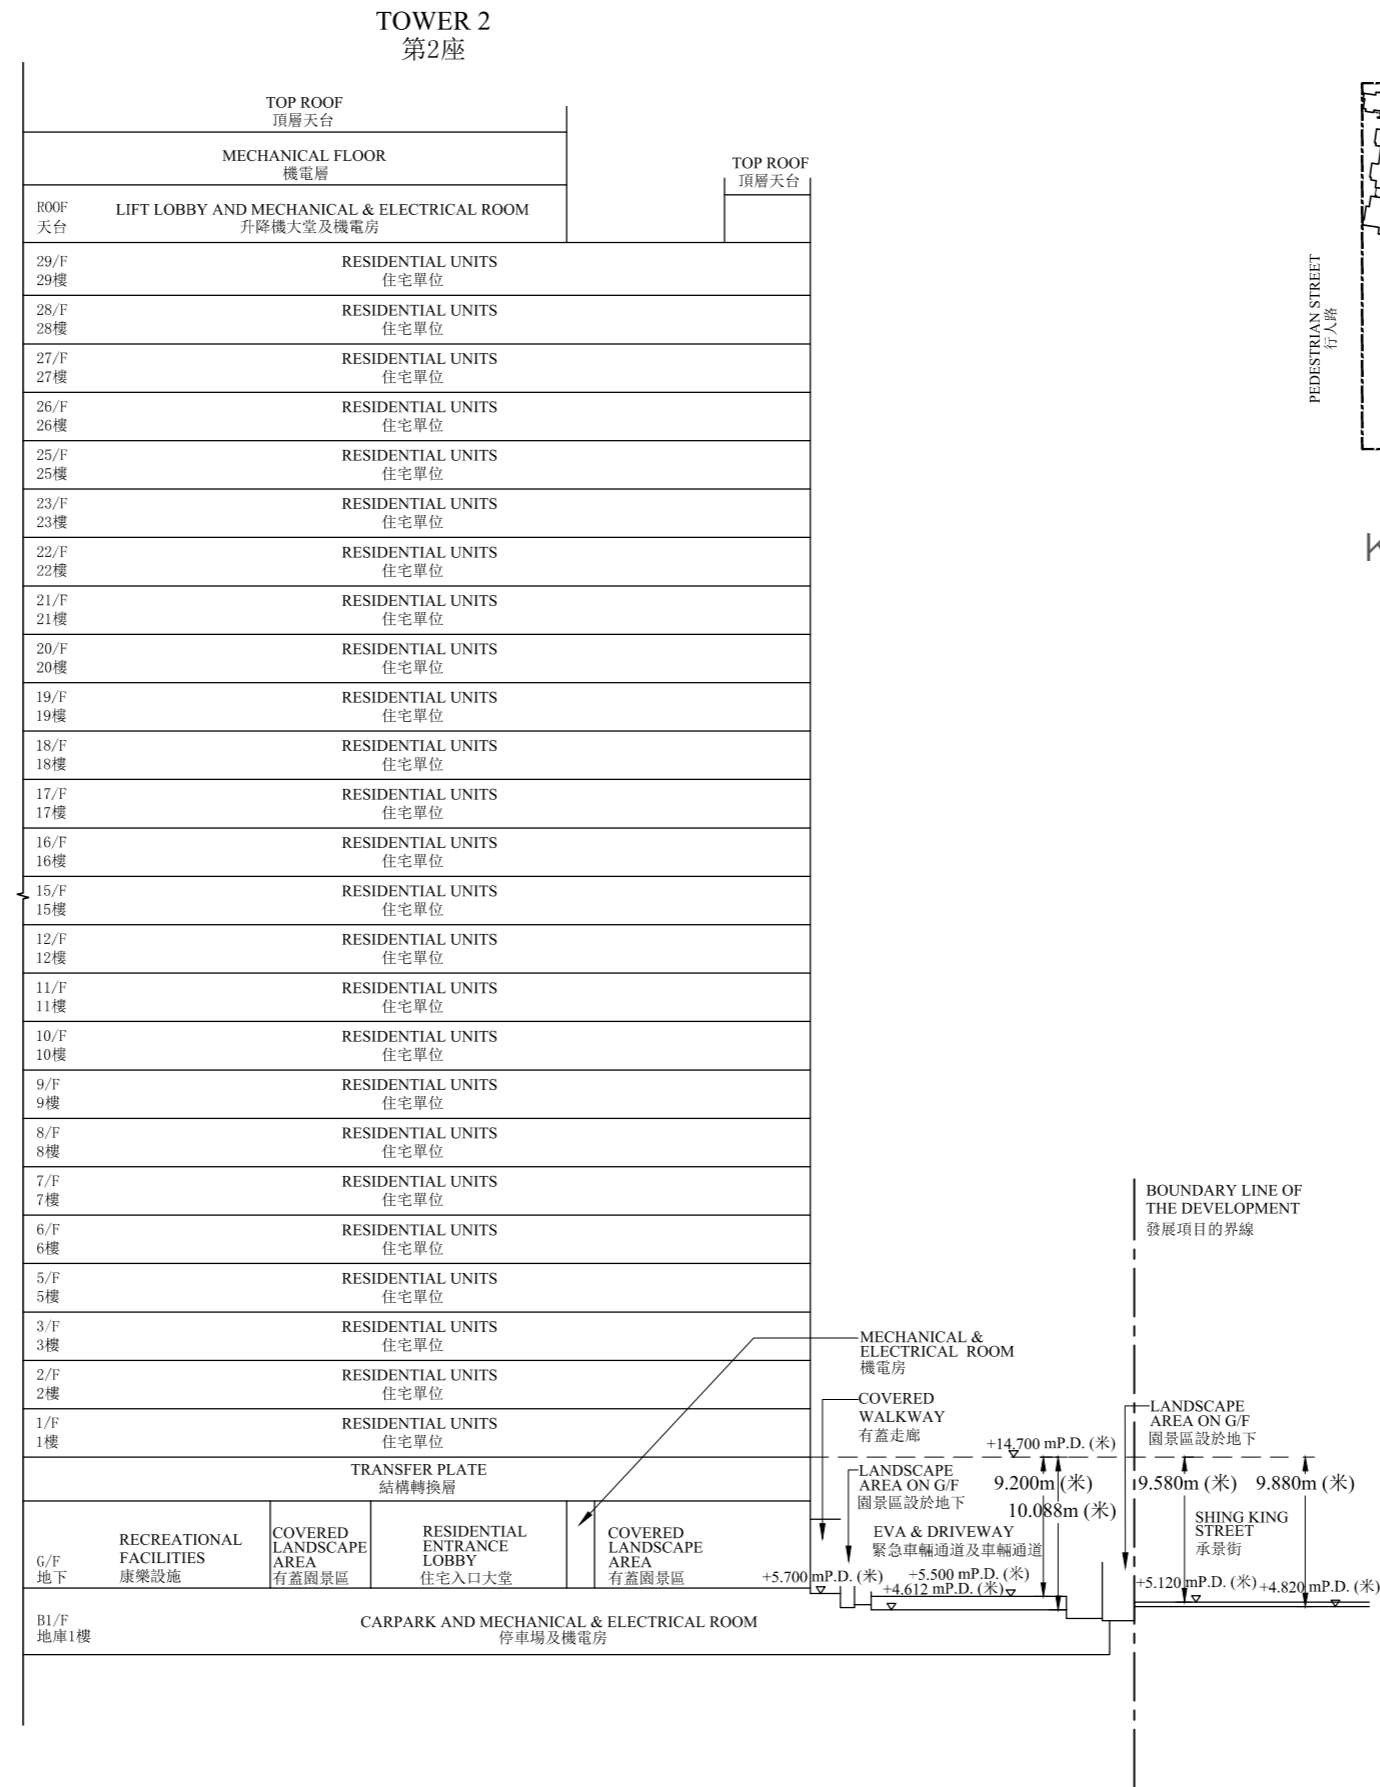 TOWER 2
第2座
TOP ROOF
頂層天台
MECHANICAL FLOOR
機電層
TOP ROOF
頂層天台
ROOF
天台
LIFT LOBBY AND MECHANICAL & ELECTRICAL ROOM
升降機大堂及機電房
29/F
29樓
RESIDENTIAL UNITS
住宅單位
28/F
28樓
RESIDENTIAL UNITS
住宅單位
27/F
27樓
RESIDENTIAL UNITS
住宅單位
26/F
26樓
RESIDENTIAL UNITS
住宅單位
25/F
25樓
RESIDENTIAL UNITS
住宅單位
23/F
23樓
RESIDENTIAL UNITS
住宅單位
22/F
22樓
RESIDENTIAL UNITS
住宅單位
21/F
21樓
RESIDENTIAL UNITS
住宅單位
20/F
20樓
RESIDENTIAL UNITS
住宅單位
19/F
19樓
RESIDENTIAL UNITS
住宅單位
18/F
18樓
RESIDENTIAL UNITS
住宅單位
17/F
17樓
RESIDENTIAL UNITS
住宅單位
16/F
16樓
RESIDENTIAL UNITS
住宅單位
15/F
15樓
RESIDENTIAL UNITS
住宅單位
12/F
12樓
RESIDENTIAL UNITS
住宅單位
11/F
11樓
RESIDENTIAL UNITS
住宅單位
10/F
10樓
RESIDENTIAL UNITS
住宅單位
9/F
9樓
RESIDENTIAL UNITS
住宅單位
8/F
8樓
RESIDENTIAL UNITS
住宅單位
7/F
7樓
RESIDENTIAL UNITS
住宅單位
6/F
6樓
RESIDENTIAL UNITS
住宅單位
5/F
5樓
RESIDENTIAL UNITS
住宅單位
3/F
3樓
RESIDENTIAL UNITS
住宅單位
2/F
2樓
RESIDENTIAL UNITS
住宅單位
1/F
1樓
RESIDENTIAL UNITS
住宅單位
TRANSFER PLATE
結構轉換層
G/F
地下
RECREATIONAL
FACILITIES
康樂設施
COVERED
LANDSCAPE
AREA
有蓋園景區
RESIDENTIAL
ENTRANCE
LOBBY
住宅入口大堂
COVERED
LANDSCAPE
AREA
有蓋園景區
B1/F
地庫1樓
CARPARK AND MECHANICAL & ELECTRICAL ROOM
停車場及機電房
MECHANICAL &
ELECTRICAL ROOM
機電房
COVERED
WALKWAY
有蓋走廊
LANDSCAPE
AREA ON G/F
園景區設於地下
EVA & DRIVEWAY
緊急車輛通道及車輛通道
+14.700 mP.D. (米)
9.200m (米)
10.088m (米)
+5.700 mP.D. (米)
+5.500 mP.D. (米)
+4.612 mP.D. (米)
BOUNDARY LINE OF
THE DEVELOPMENT
發展項目的界線
LANDSCAPE
AREA ON G/F
園景區設於地下
9.580m (米)
9.880m (米)
SHING KING
STREET
承景街
+5.120 mP.D. (米)
+4.820 mP.D. (米)
PEDESTRIAN STREET
行人路